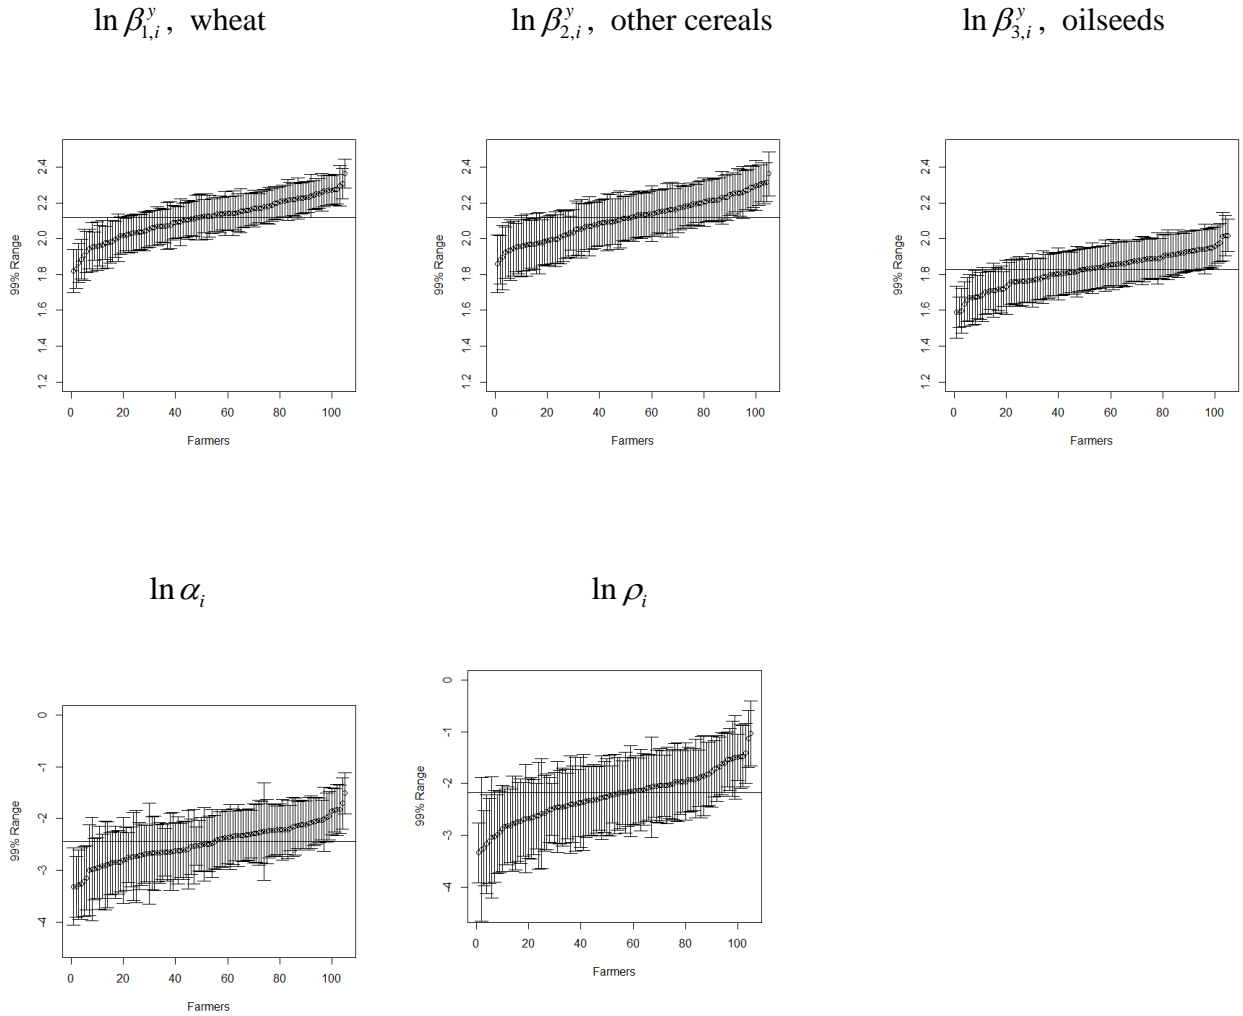 ln β^y_{1,i}, wheat
ln β^y_{2,i}, other cereals
ln β^y_{3,i}, oilseeds
99% Range
2.4
2.2
2.0
1.8
1.6
1.4
1.2
0 20 40 60 80 100
Farmers
99% Range
2.4
2.2
2.0
1.8
1.6
1.4
1.2
0 20 40 60 80 100
Farmers
99% Range
2.4
2.2
2.0
1.8
1.6
1.4
1.2
0 20 40 60 80 100
Farmers
ln α_i
ln ρ_i
99% Range
0
-1
-2
-3
-4
0 20 40 60 80 100
Farmers
99% Range
0
-1
-2
-3
-4
0 20 40 60 80 100
Farmers